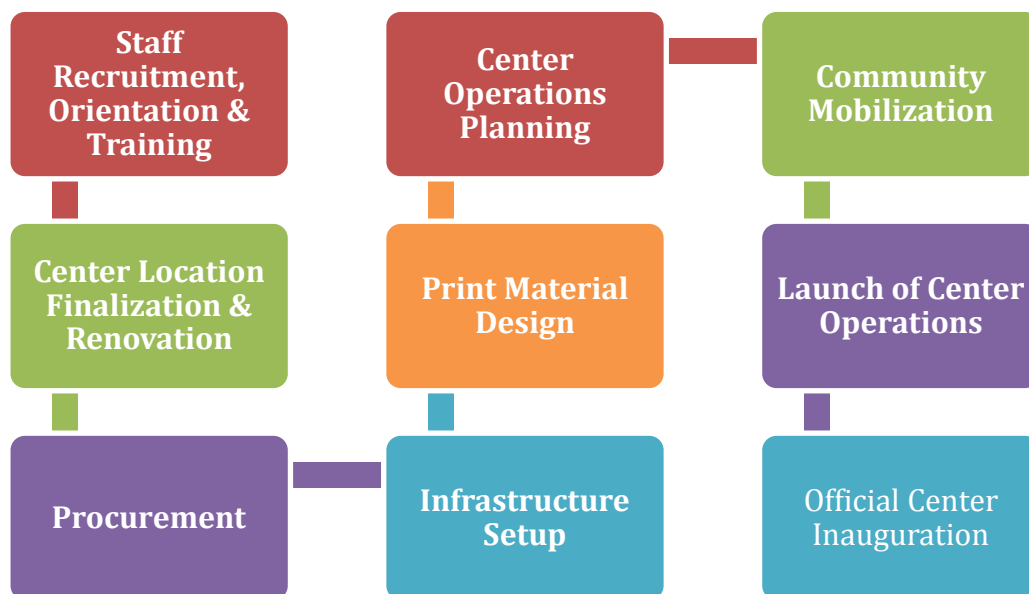 Staff
Recruitment,
Orientation &
Training
Center Location
Finalization &
Renovation
Procurement
Infrastructure
Setup
Print Material
Design
Center
Operations
Planning
Community
Mobilization
Launch of Center
Operations
Official Center
Inauguration